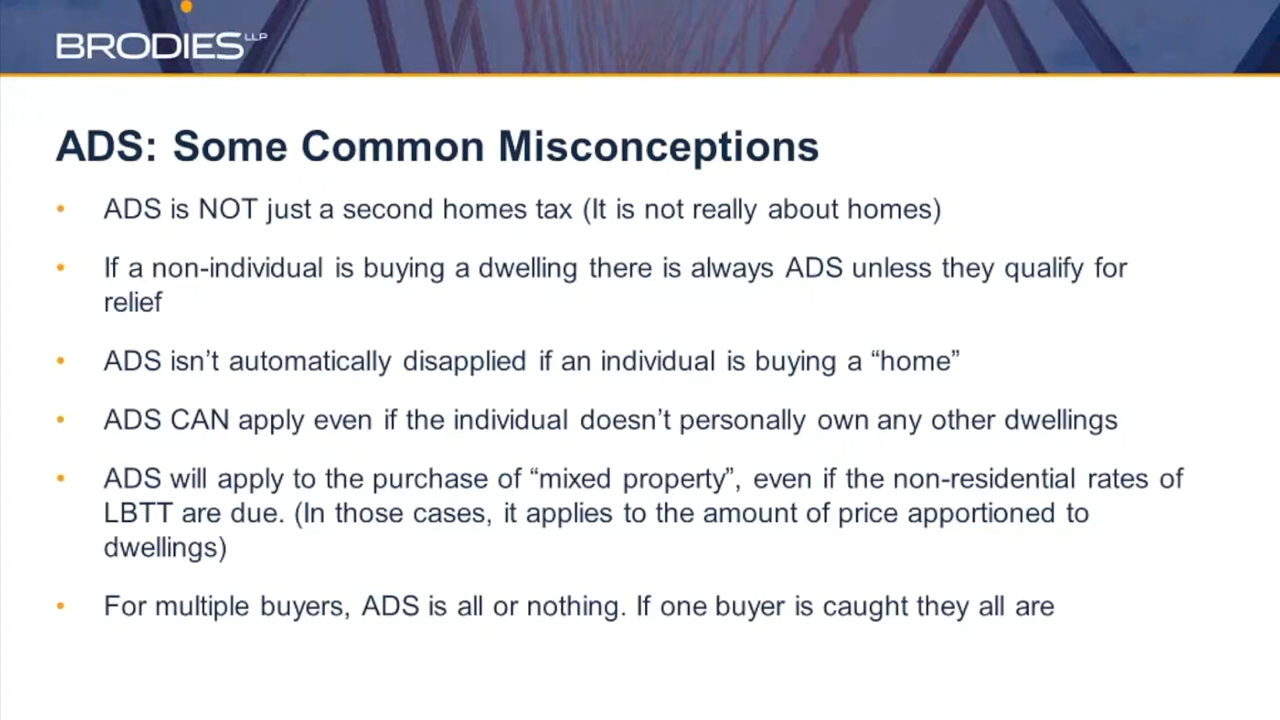 BRODIES LLP
ADS: Some Common Misconceptions
• ADS is NOT just a second homes tax (It is not really about homes)
• If a non-individual is buying a dwelling there is always ADS unless they qualify for
relief
• ADS isn’t automatically disapplied if an individual is buying a “home”
• ADS CAN apply even if the individual doesn’t personally own any other dwellings
• ADS will apply to the purchase of “mixed property”, even if the non-residential rates of
LBTT are due. (In those cases, it applies to the amount of price apportioned to
dwellings)
• For multiple buyers, ADS is all or nothing. If one buyer is caught they all are